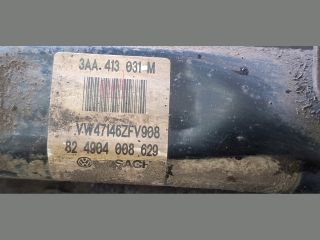 3AA.413 031 M
VW47146ZFV908
82 4904 008 629
SACHS